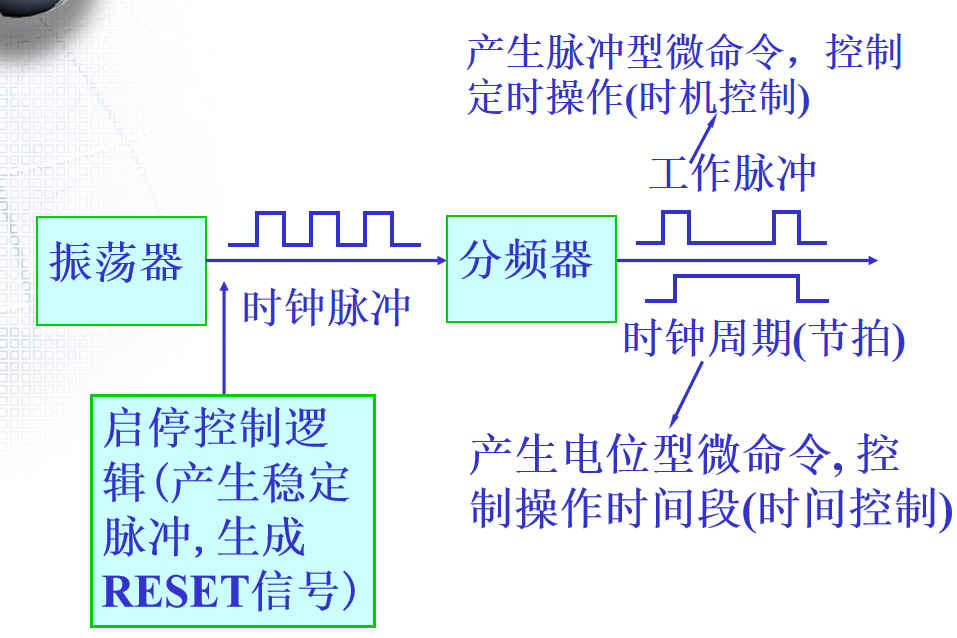 产生脉冲型微命令，控制
定时操作(时机控制)
工作脉冲
振荡器
分频器
时钟脉冲
时钟周期(节拍)
启停控制逻
辑(产生稳定
脉冲,生成
RESET信号)
产生电位型微命令,控
制操作时间段(时间控制)